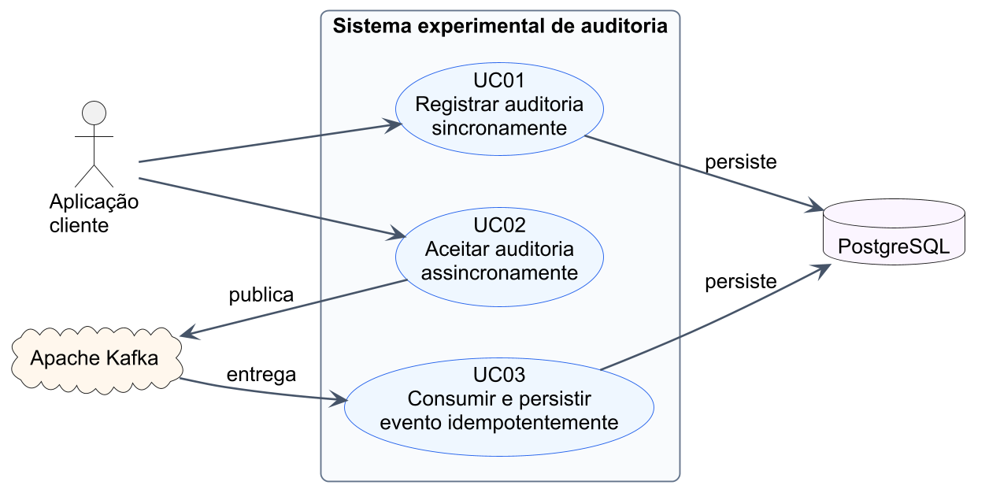 Sistema experimental de auditoria
UC01
Registrar auditoria
sincronamente
persiste
Aplicação
cliente
UC02
Aceitar auditoria
assincronamente
PostgreSQL
publica
persiste
Apache Kafka
entrega
UC03
Consumir e persistir
evento idempotentemente